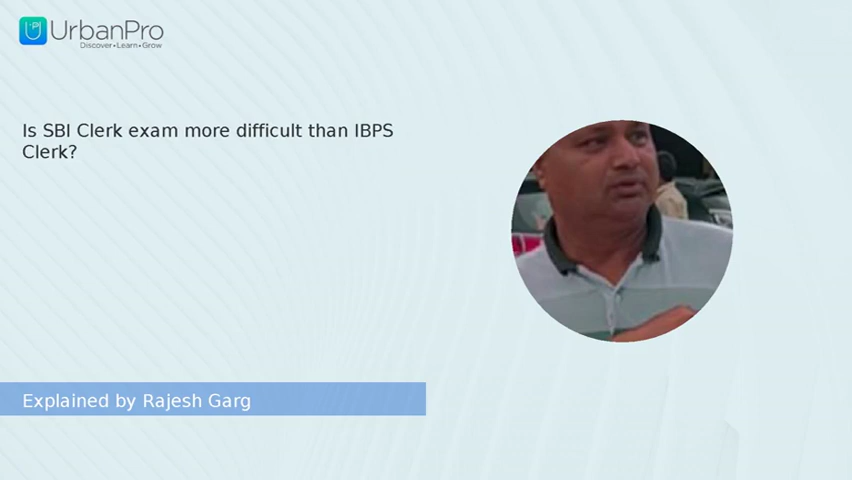 UrbanPro
Discover•Learn•Grow
Is SBI Clerk exam more difficult than IBPS
Clerk?
Explained by Rajesh Garg